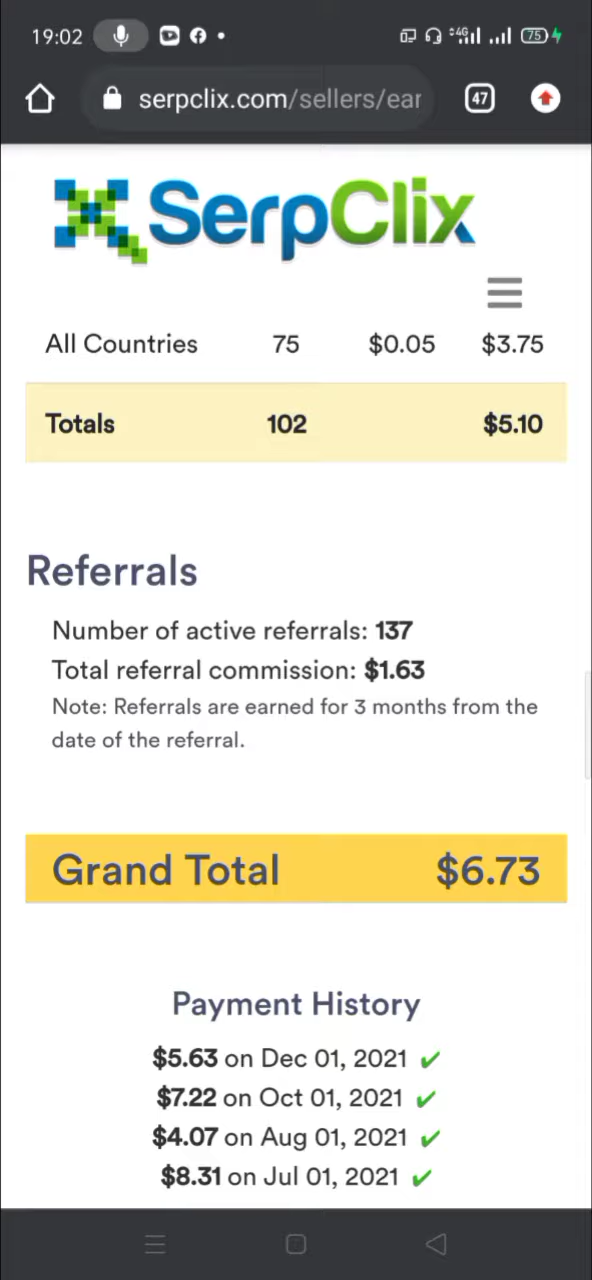 19:02
4G
75
serpclix.com/sellers/ear
47
SerpClix
All Countries 75 $0.05 $3.75
Totals 102 $5.10
Referrals
Number of active referrals: 137
Total referral commission: $1.63
Note: Referrals are earned for 3 months from the
date of the referral.
Grand Total $6.73
Payment History
$5.63 on Dec 01, 2021 ✔
$7.22 on Oct 01, 2021 ✔
$4.07 on Aug 01, 2021 ✔
$8.31 on Jul 01, 2021 ✔